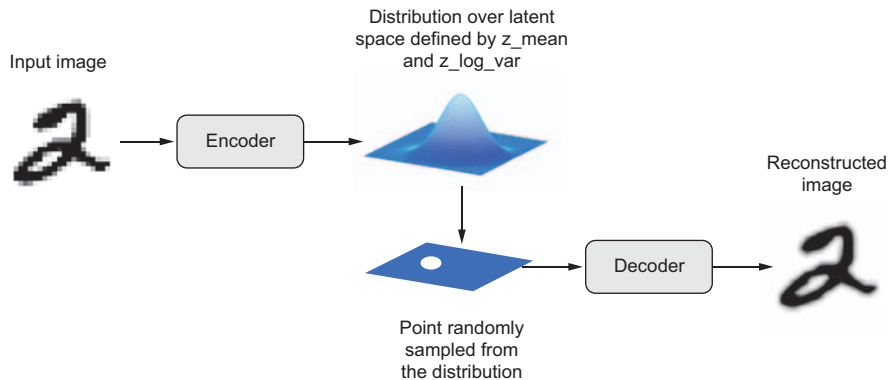 Distribution over latent
space defined by z_mean
and z_log_var
Input image
Encoder
Reconstructed
image
Decoder
Point randomly
sampled from
the distribution